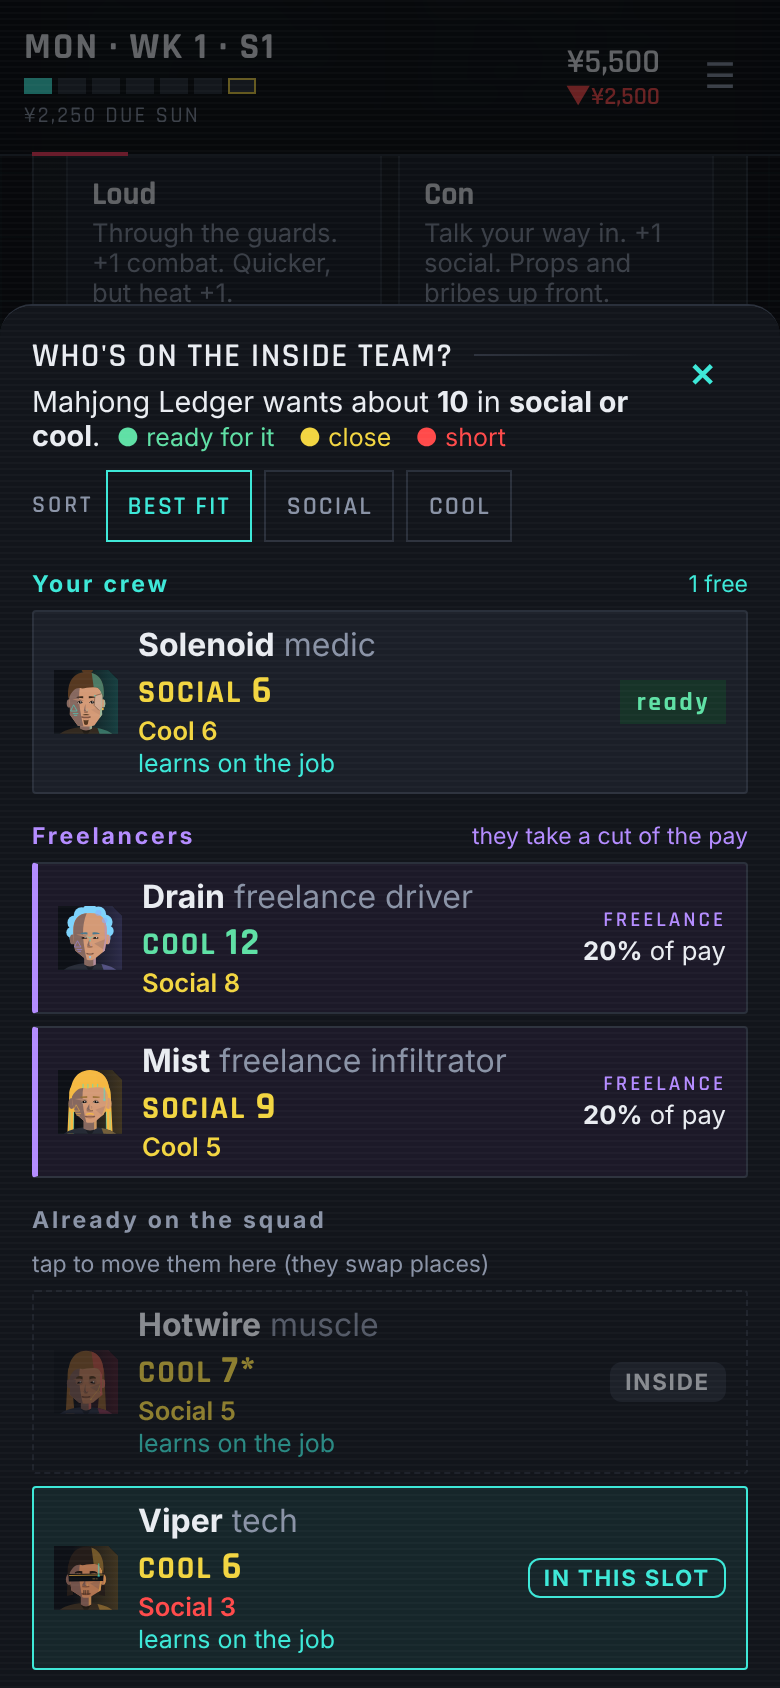 MON · WK 1 · S1
¥2,250 DUE SUN
¥5,500
▼¥2,500
☰
Loud
Through the guards.
+1 combat. Quicker,
but heat +1.
Con
Talk your way in. +1
social. Props and
bribes up front.
WHO'S ON THE INSIDE TEAM?
✕
Mahjong Ledger wants about 10 in social or
cool. ready for it close short
SORT BEST FIT SOCIAL COOL
Your crew 1 free
Solenoid medic
SOCIAL 6
Cool 6
learns on the job
ready
Freelancers they take a cut of the pay
Drain freelance driver
COOL 12
Social 8
FREELANCE
20% of pay
Mist freelance infiltrator
SOCIAL 9
Cool 5
FREELANCE
20% of pay
Already on the squad
tap to move them here (they swap places)
Hotwire muscle
COOL 7*
Social 5
learns on the job
INSIDE
Viper tech
COOL 6
Social 3
learns on the job
IN THIS SLOT